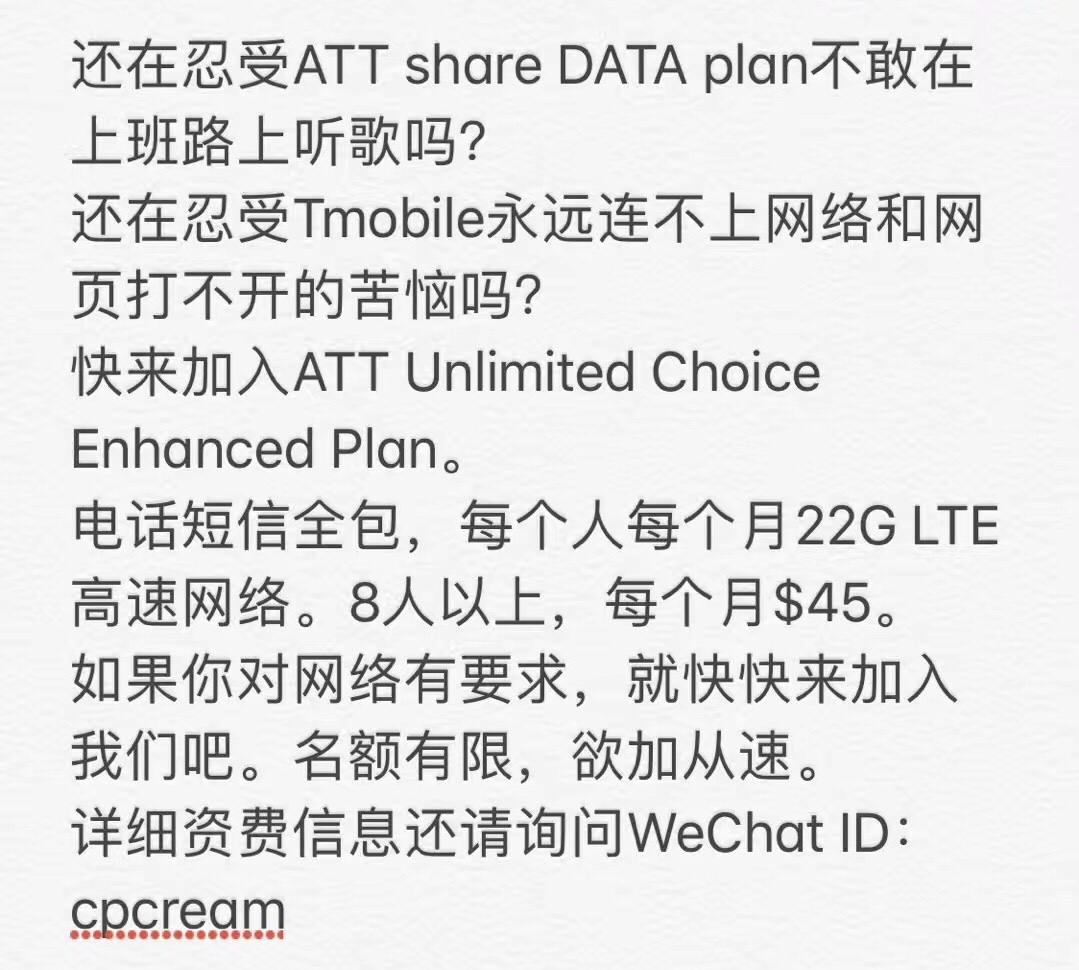 还在忍受ATT share DATA plan不敢在
上班路上听歌吗？
还在忍受Tmobile永远连不上网络和网
页打不开的苦恼吗？
快来加入ATT Unlimited Choice
Enhanced Plan。
电话短信全包，每个人每个月22G LTE
高速网络。8人以上，每个月$45。
如果你对网络有要求，就快快来加入
我们吧。名额有限，欲加从速。
详细资费信息还请询问WeChat ID：
cpcream